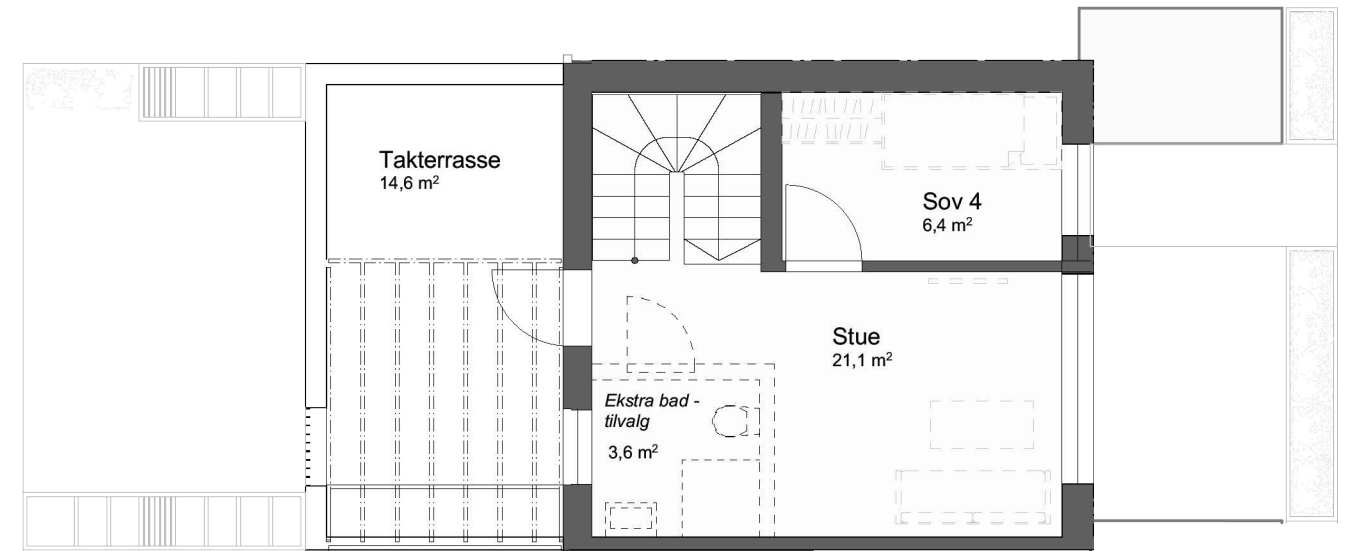 Takterrasse
14,6 m²
Sov 4
6,4 m²
Stue
21,1 m²
Ekstra bad -
tilvalg
3,6 m²